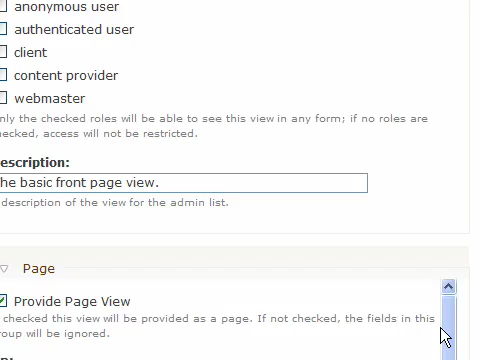 anonymous user
authenticated user
client
content provider
webmaster
nly the checked roles will be able to see this view in any form; if no roles are
hecked, access will not be restricted.
escription:
he basic front page view.
description of the view for the admin list.
Page
Provide Page View
checked this view will be provided as a page. If not checked, the fields in this
roup will be ignored.